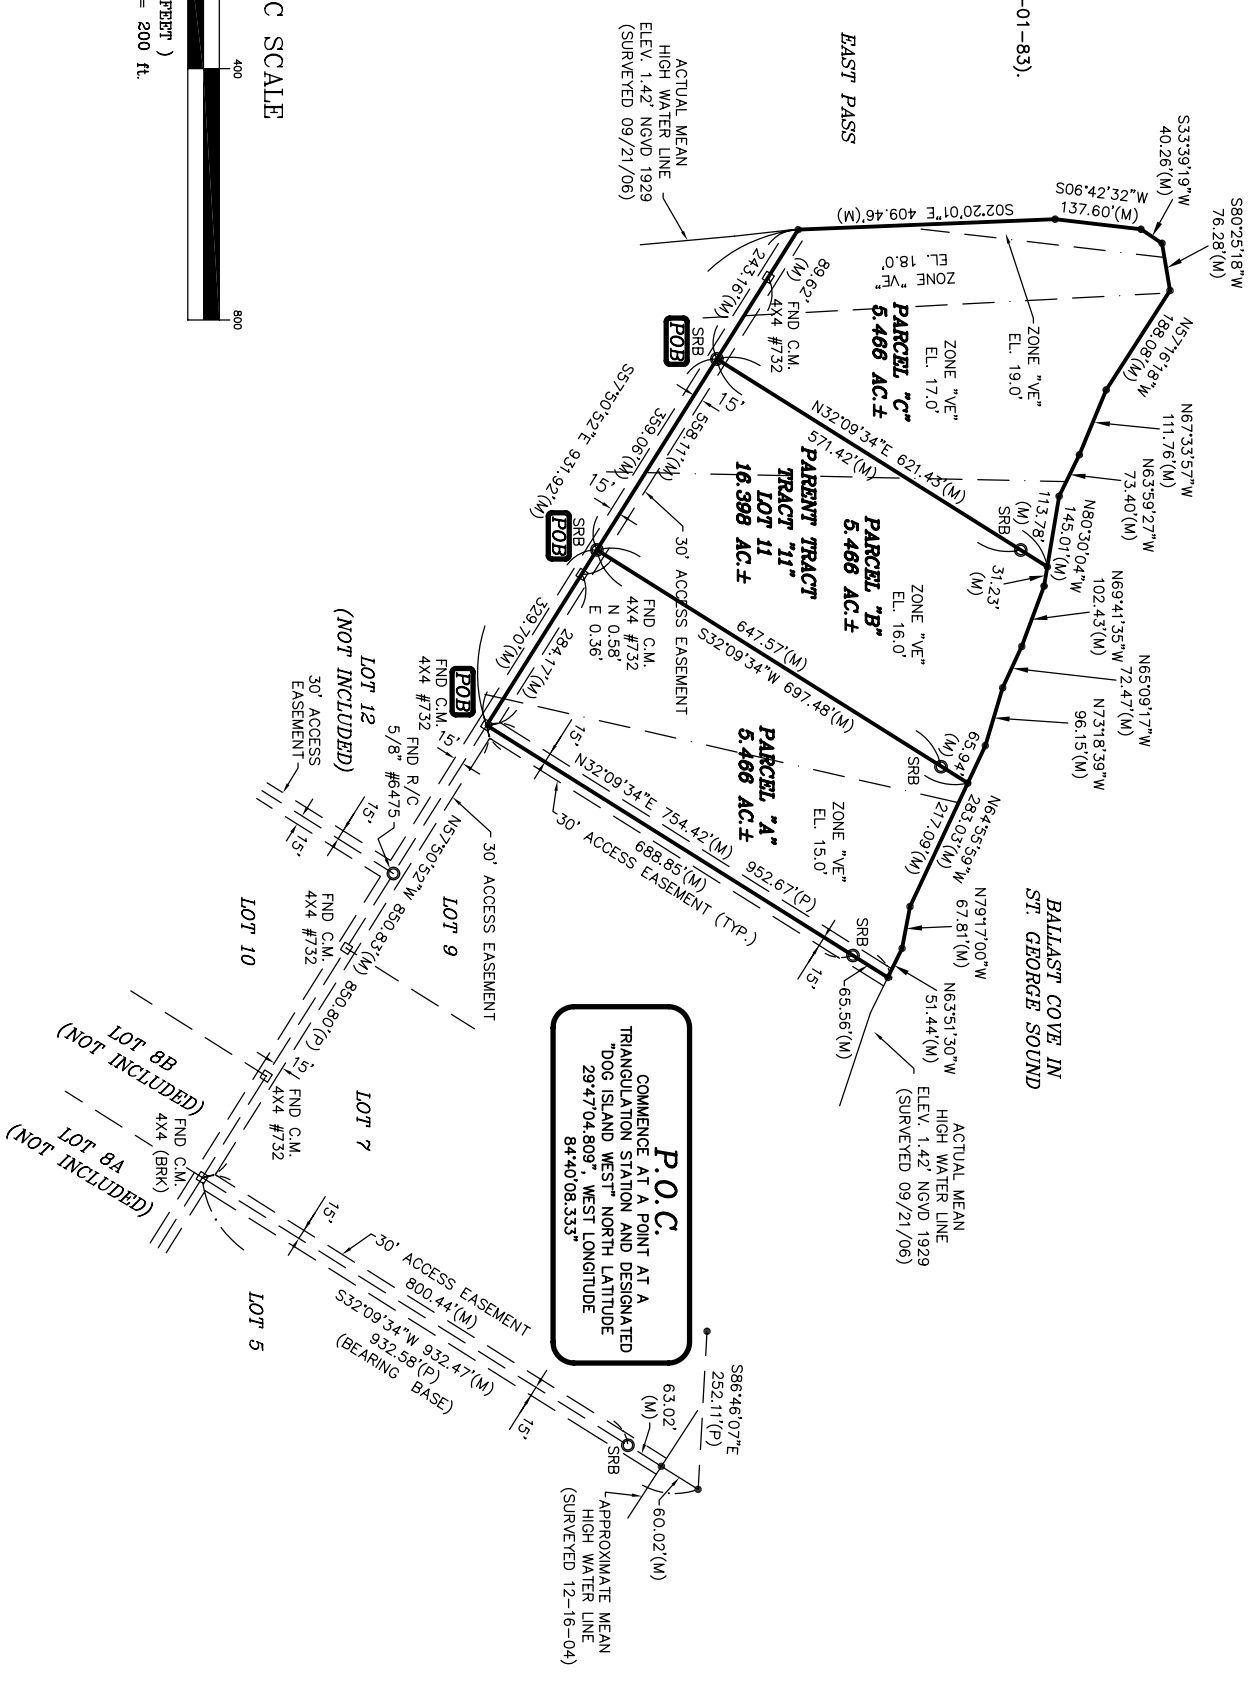 -01-83).
EAST PASS
C SCALE
FEET )
= 200 ft.
400
800
ACTUAL MEAN
HIGH WATER LINE
ELEV. 1.42' NGVD 1929
(SURVEYED 09/21/06)
S33°39'19"W
40.26'(M)
S80°25'18"W
76.28'(M)
S06°42'32"W
137.60'(M)
S02°20'01"E 409.46'(M)
N57°16'18"W
188.08'(M)
N67°33'57"W
111.76'(M)
N63°59'27"W
73.40'(M)
N80°30'04"W
145.01'(M)
113.78'
(M)
31.23'
(M)
N69°41'35"W
102.43'(M)
N65°09'17"W
72.47'(M)
N73°18'39"W
96.15'(M)
65.94'
(M)
N64°55'59"W
283.03'(M)
217.09'(M)
N79°17'00"W
67.81'(M)
N63°51'30"W
51.44'(M)
BALLAST COVE IN
ST. GEORGE SOUND
ACTUAL MEAN
HIGH WATER LINE
ELEV. 1.42' NGVD 1929
(SURVEYED 09/21/06)
ZONE "VE"
EL. 18.0'
ZONE "VE"
EL. 19.0'
ZONE "VE"
EL. 17.0'
PARCEL "C"
5.466 AC.±
89.62'
(M)
243.16'(M)
FND C.M.
4X4 #732
SRB
POB
15'
N32°09'34"E 621.43'(M)
571.42'(M)
SRB
PARENT TRACT
TRACT "11"
LOT 11
16.398 AC.±
PARCEL "B"
5.466 AC.±
ZONE "VE"
EL. 16.0'
558.11'(M)
359.06'(M)
S57°50'52"E 931.92'(M)
15'
SRB
POB
30' ACCESS EASEMENT
FND C.M.
4X4 #732
N 0.58'
E 0.36'
647.57'(M)
S32°09'34"W 697.48'(M)
SRB
PARCEL "A"
5.466 AC.±
ZONE "VE"
EL. 15.0'
284.17'(M)
329.70'(M)
POB
FND C.M.
4X4 #732
15'
N32°09'34"E 754.42'(M) 952.67'(P)
688.85'(M)
30' ACCESS EASEMENT (TYP.)
15'
SRB
15'
65.56'(M)
LOT 12
(NOT INCLUDED)
30' ACCESS
EASEMENT
15'
15'
FND R/C
5/8" #6475
15'
30' ACCESS EASEMENT
N57°50'52"W 850.83'(M) 850.80'(P)
LOT 9
LOT 10
FND C.M.
4X4 #732
LOT 8B
(NOT INCLUDED)
15'
FND C.M.
4X4 #732
LOT 7
LOT 8A
(NOT INCLUDED)
FND C.M.
4X4 (BRK)
LOT 5
15'
30' ACCESS EASEMENT
800.44'(M)
S32°09'34"W 932.47'(M)
932.58'(P)
(BEARING BASE)
15'
SRB
63.02'
(M)
60.02'(M)
S86°46'07"E
252.11'(P)
APPROXIMATE MEAN
HIGH WATER LINE
(SURVEYED 12-16-04)
P.O.C.
COMMENCE AT A POINT AT A
TRIANGULATION STATION AND DESIGNATED
"DOG ISLAND WEST" NORTH LATITUDE
29°47'04.809", WEST LONGITUDE
84°40'08.333"